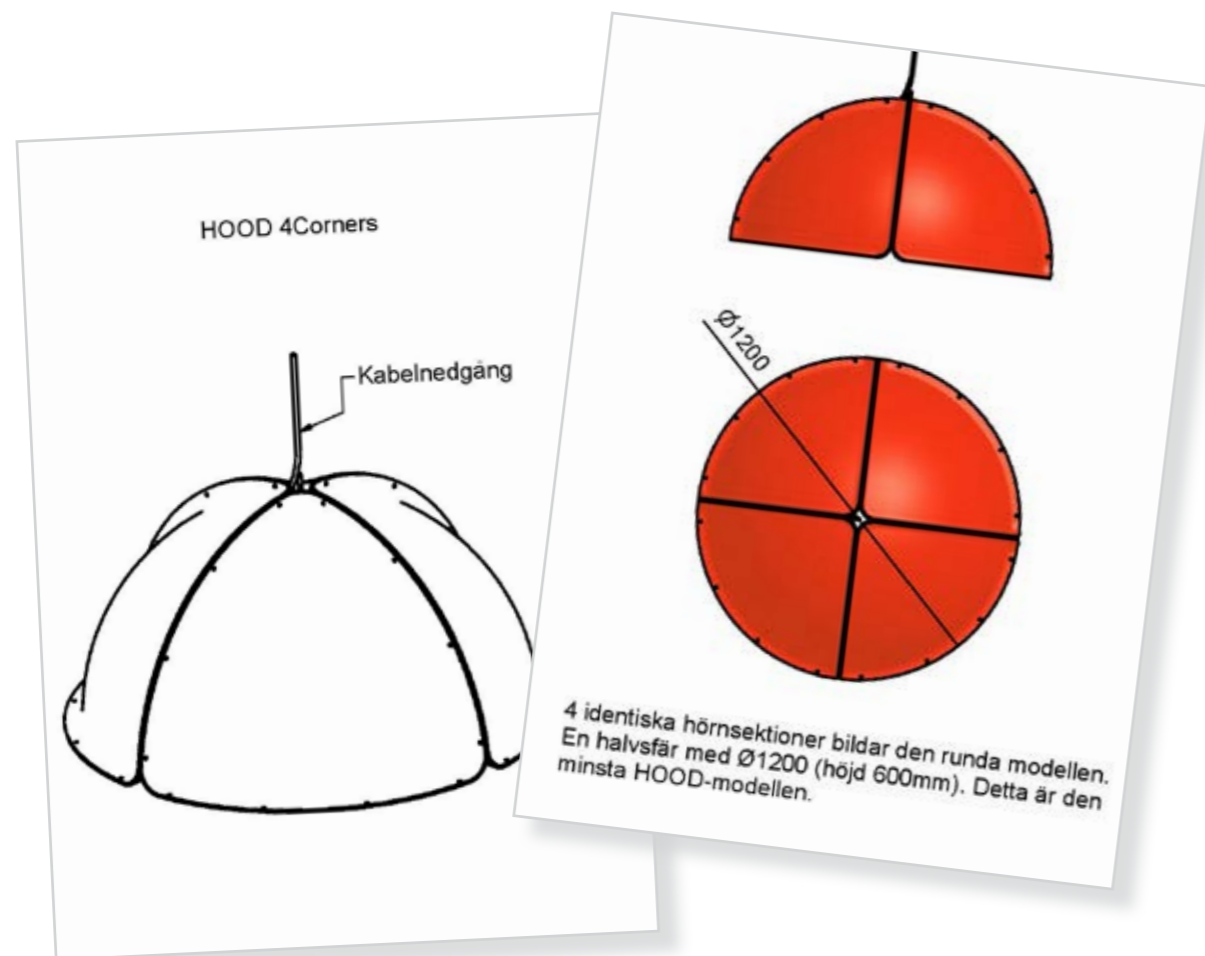 HOOD 4Corners
Kabelnedgång
Ø1200
4 identiska hörnsektioner bildar den runda modellen.
En halvsfär med Ø1200 (höjd 600mm). Detta är den
minsta HOOD-modellen.